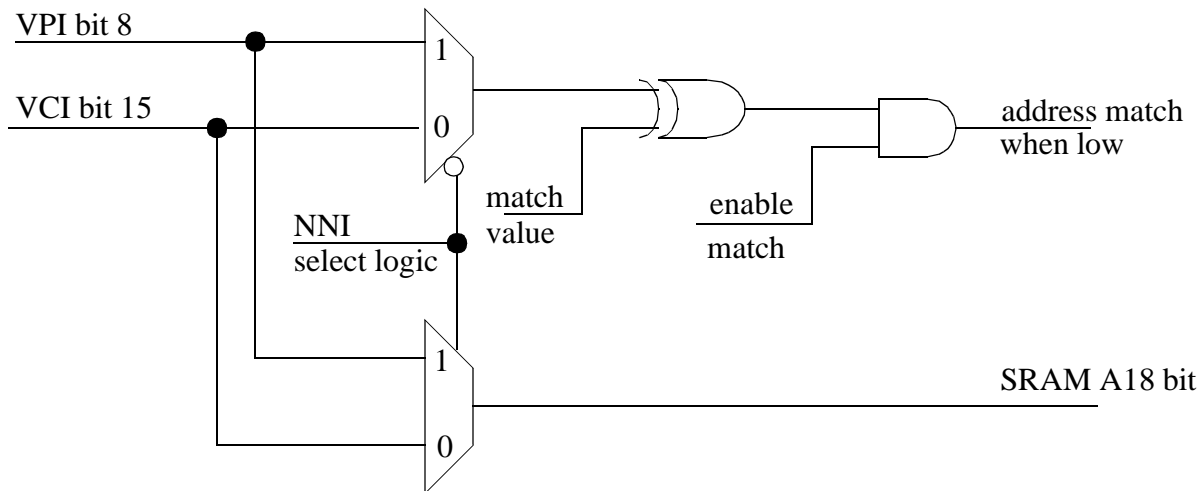 VPI bit 8
1
VCI bit 15
0
address match
when low
match
value
enable
match
NNI
select logic
1
SRAM A18 bit
0